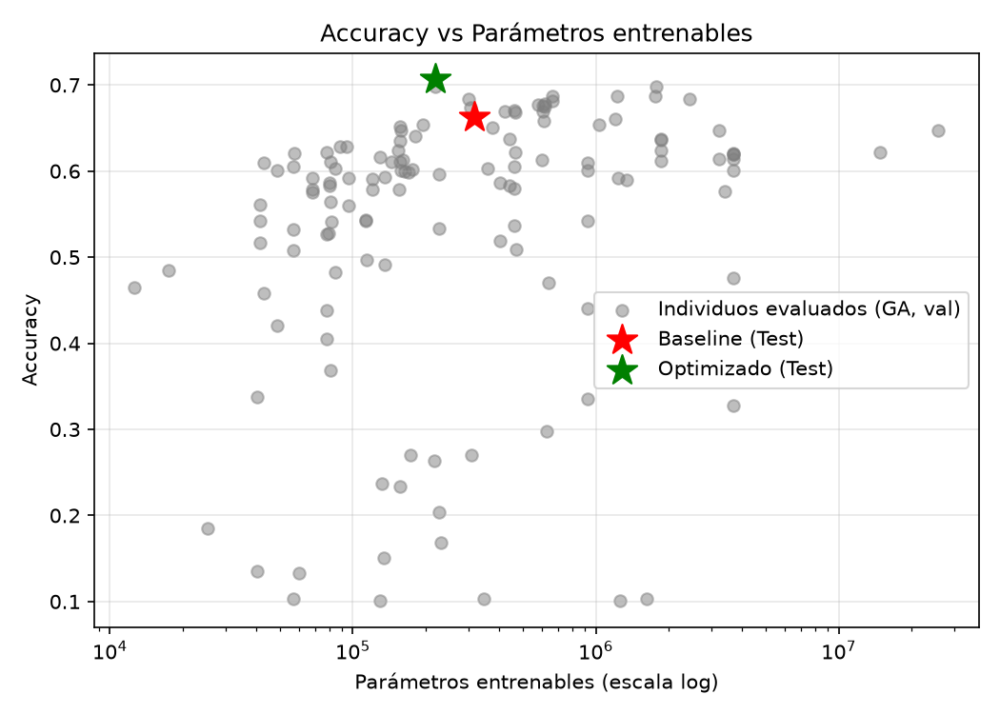 Accuracy vs Parámetros entrenables
Accuracy
0.7
0.6
0.5
0.4
0.3
0.2
0.1
Individuos evaluados (GA, val)
Baseline (Test)
Optimizado (Test)
10⁴ 10⁵ 10⁶ 10⁷
Parámetros entrenables (escala log)